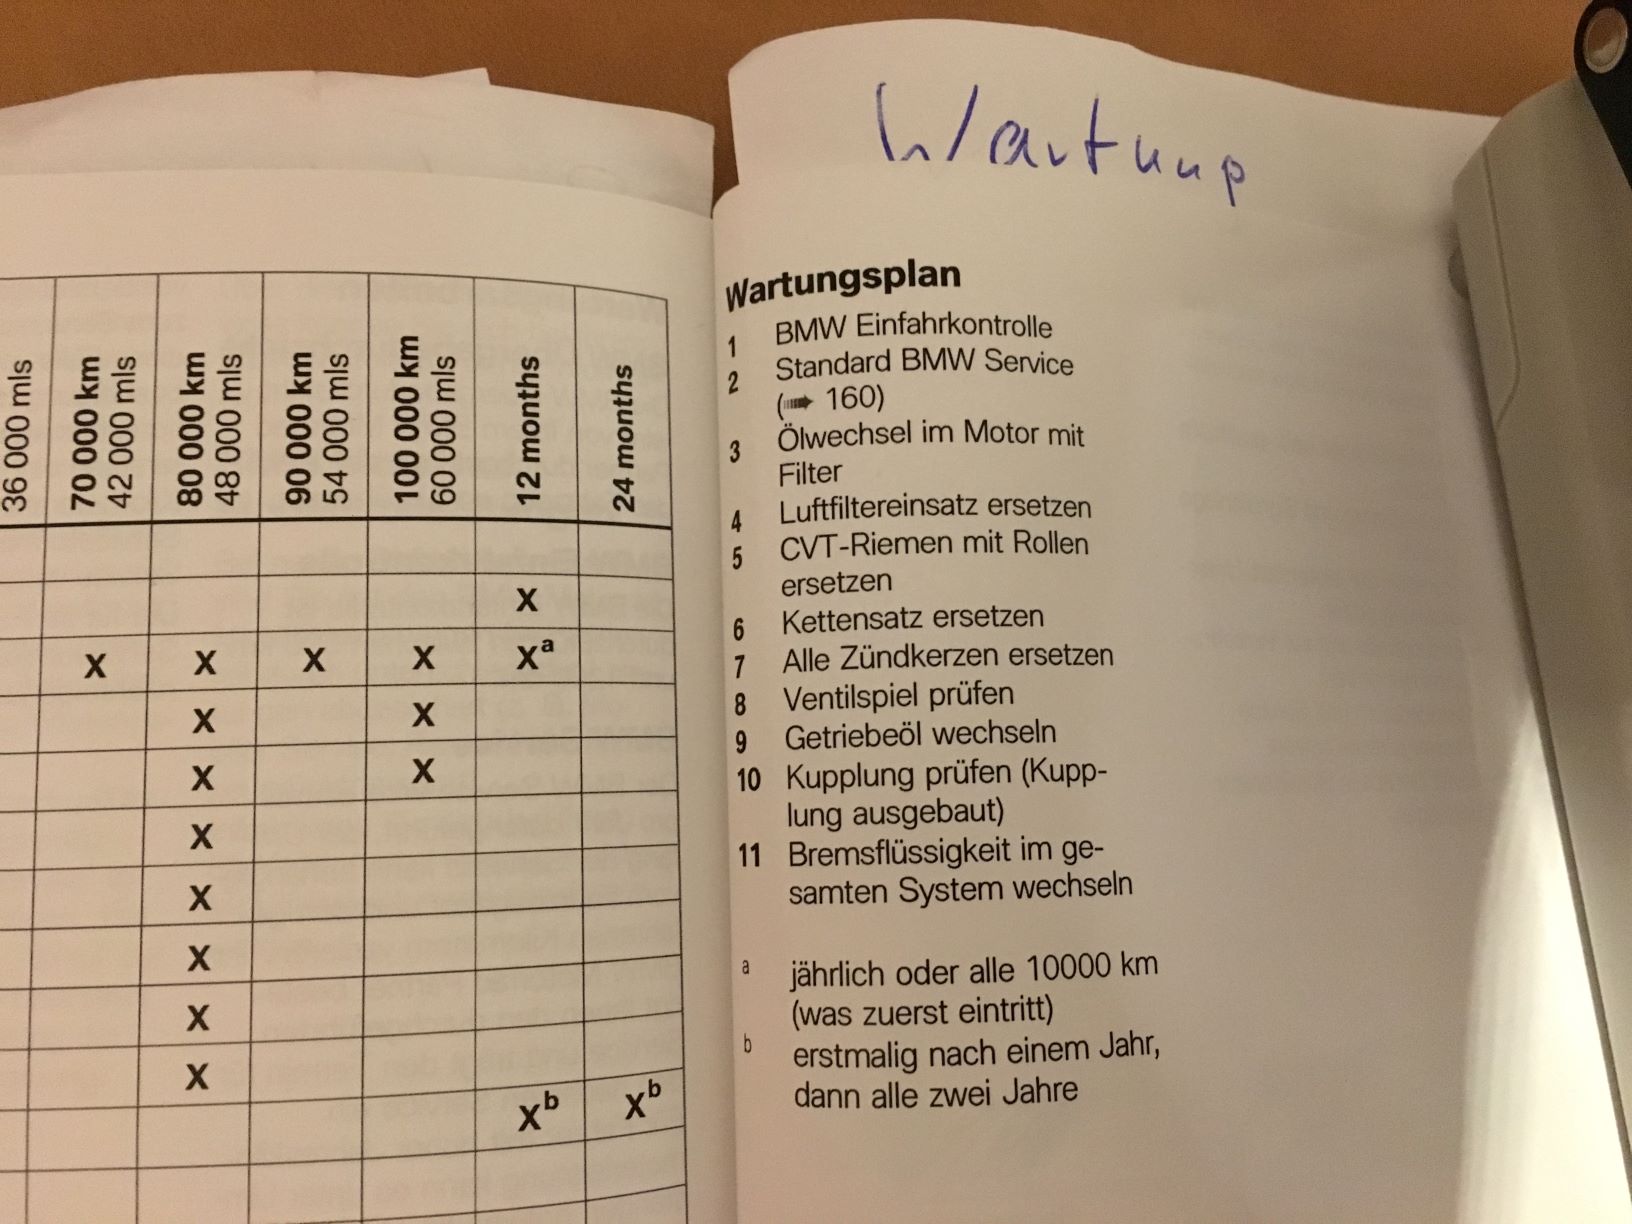 Wartung
36 000 mls
70 000 km
42 000 mls
80 000 km
48 000 mls
90 000 km
54 000 mls
100 000 km
60 000 mls
12 months
24 months
X
X X X X Xa
X X
X X
X
X
X
X
X
Xb Xb
Wartungsplan
1 BMW Einfahrkontrolle
2 Standard BMW Service
(➠ 160)
3 Ölwechsel im Motor mit
Filter
4 Luftfiltereinsatz ersetzen
5 CVT-Riemen mit Rollen
ersetzen
6 Kettensatz ersetzen
7 Alle Zündkerzen ersetzen
8 Ventilspiel prüfen
9 Getriebeöl wechseln
10 Kupplung prüfen (Kupp-
lung ausgebaut)
11 Bremsflüssigkeit im ge-
samten System wechseln
a jährlich oder alle 10000 km
(was zuerst eintritt)
b erstmalig nach einem Jahr,
dann alle zwei Jahre